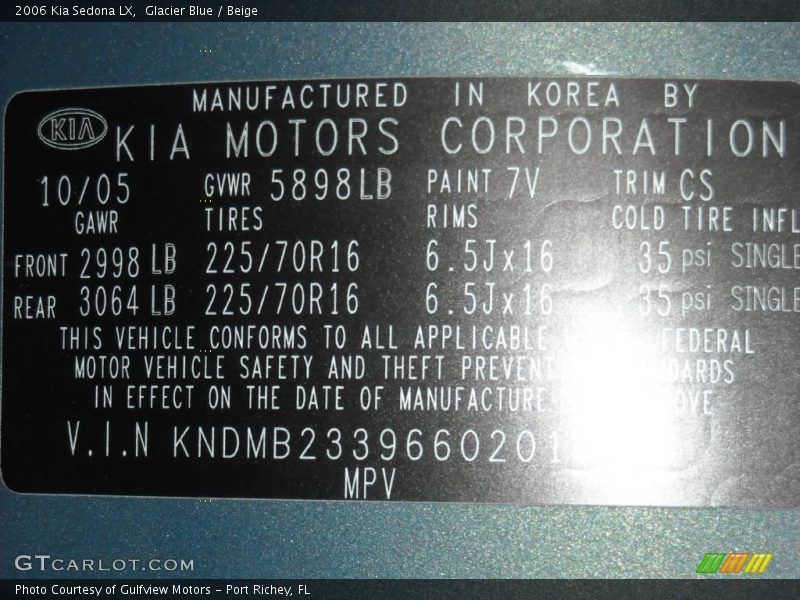 2006 Kia Sedona LX, Glacier Blue / Beige
MANUFACTURED IN KOREA BY
KIA KIA MOTORS CORPORATION
10/05 GVWR 5898LB PAINT 7V TRIM CS
GAWR TIRES RIMS COLD TIRE INFL
FRONT 2998 LB 225/70R16 6.5Jx16 35 psi SINGLE
REAR 3064 LB 225/70R16 6.5Jx16 35 psi SINGLE
THIS VEHICLE CONFORMS TO ALL APPLICABLE FEDERAL
MOTOR VEHICLE SAFETY AND THEFT
IN EFFECT ON THE DATE OF MANUFACTURE
V.I.N KNDMB2339660201
MPV
GTCARLOT.COM
Photo Courtesy of Gulfview Motors - Port Richey, FL